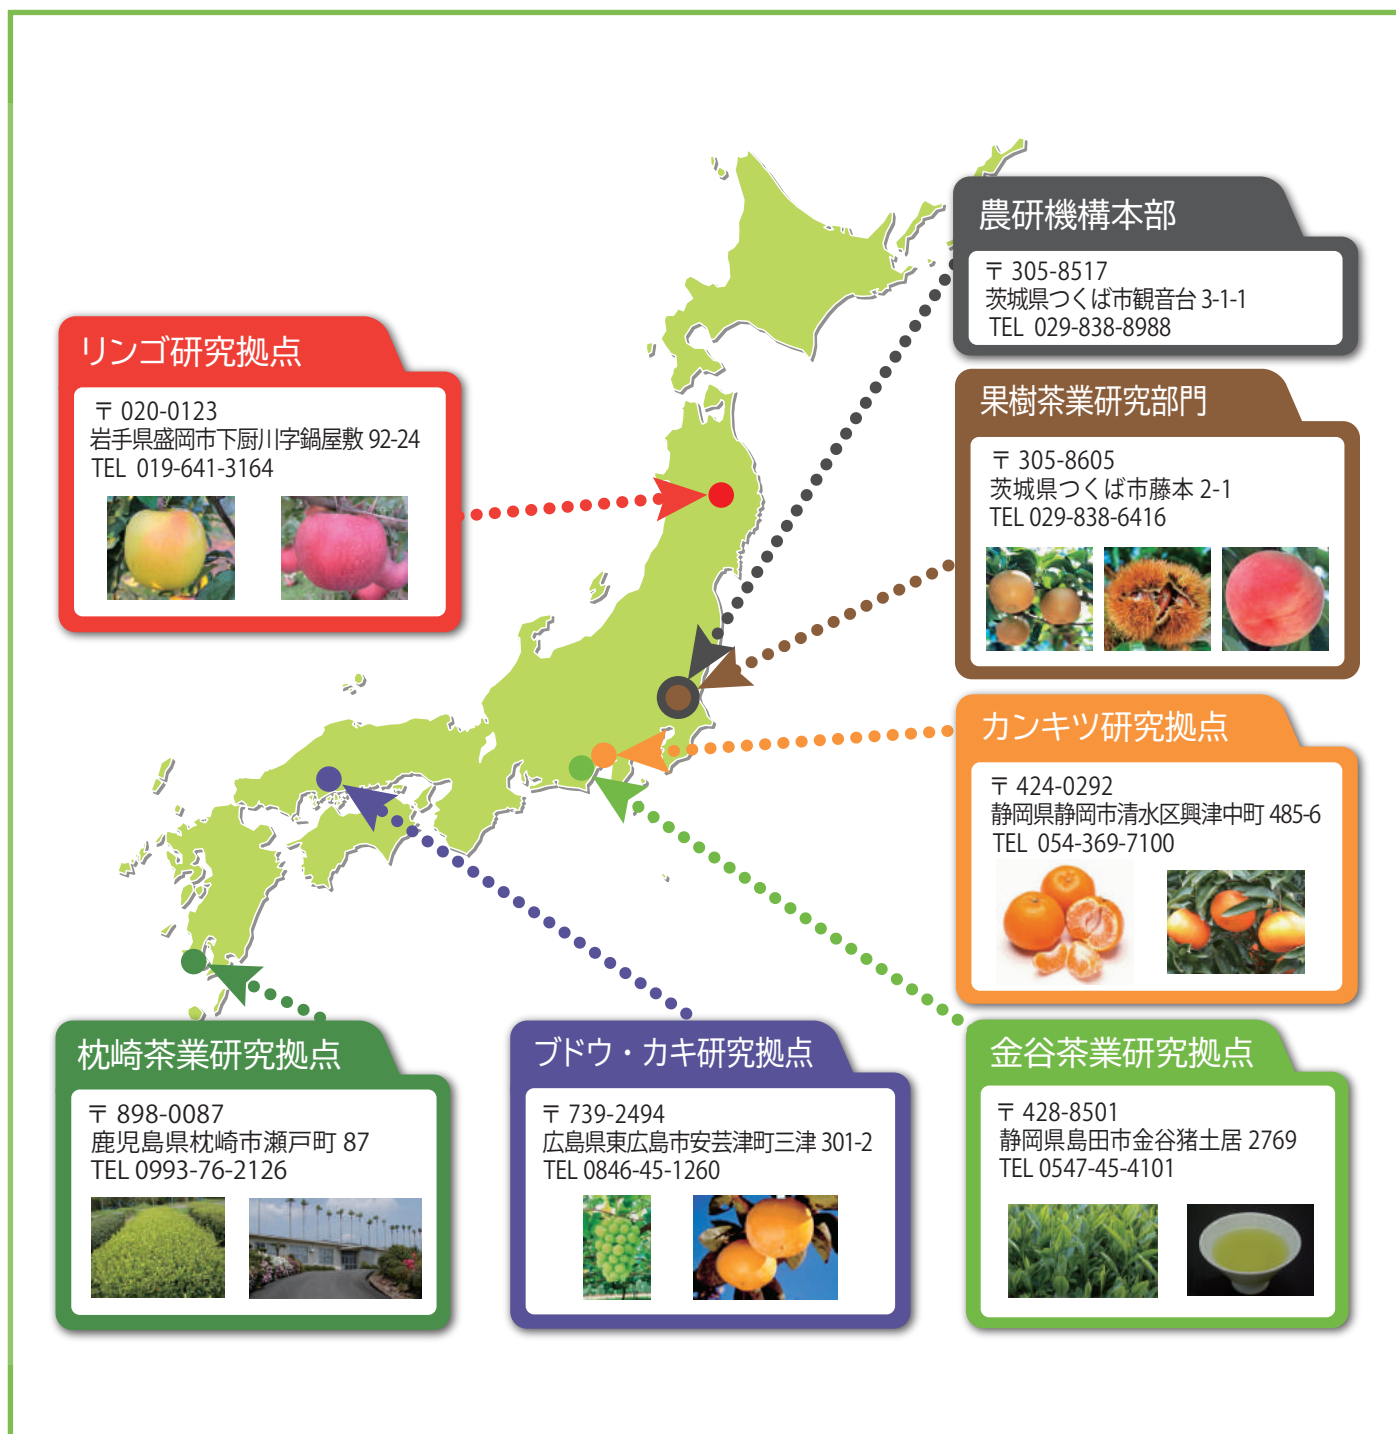 農研機構本部
〒 305-8517
茨城県つくば市観音台 3-1-1
TEL 029-838-8988
リンゴ研究拠点
〒 020-0123
岩手県盛岡市下厨川字鍋屋敷 92-24
TEL 019-641-3164
果樹茶業研究部門
〒 305-8605
茨城県つくば市藤本 2-1
TEL 029-838-6416
カンキツ研究拠点
〒 424-0292
静岡県静岡市清水区興津中町 485-6
TEL 054-369-7100
枕崎茶業研究拠点
〒 898-0087
鹿児島県枕崎市瀬戸町 87
TEL 0993-76-2126
ブドウ・カキ研究拠点
〒 739-2494
広島県東広島市安芸津町三津 301-2
TEL 0846-45-1260
金谷茶業研究拠点
〒 428-8501
静岡県島田市金谷猪土居 2769
TEL 0547-45-4101